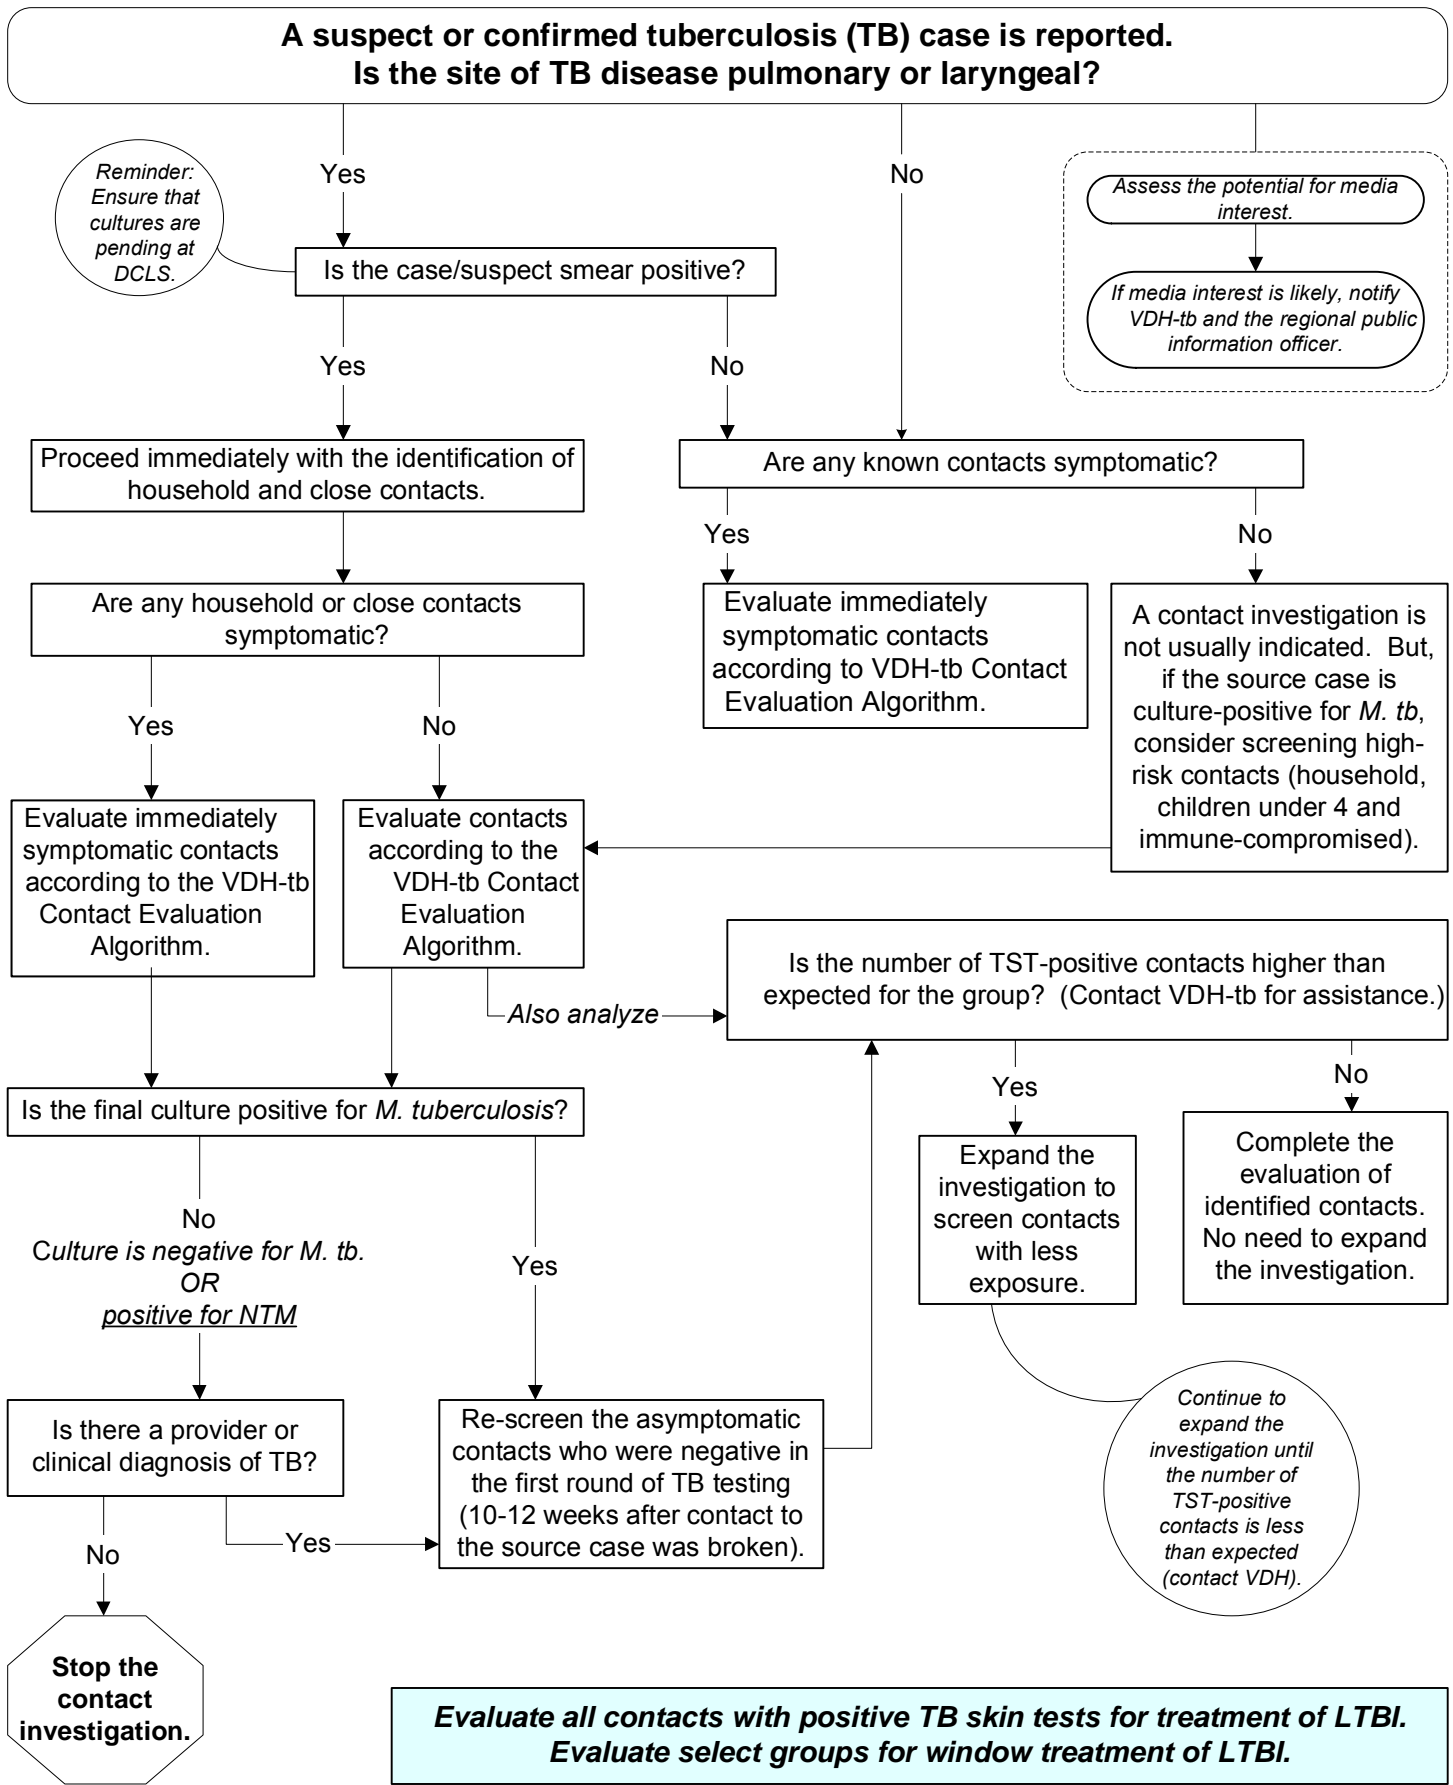 A suspect or confirmed tuberculosis (TB) case is reported.
Is the site of TB disease pulmonary or laryngeal?
Reminder:
Ensure that
cultures are
pending at
DCLS.
Yes
No
Assess the potential for media
interest.
If media interest is likely, notify
VDH-tb and the regional public
information officer.
Is the case/suspect smear positive?
Yes
No
Proceed immediately with the identification of
household and close contacts.
Are any known contacts symptomatic?
Yes
No
Are any household or close contacts
symptomatic?
Evaluate immediately
symptomatic contacts
according to VDH-tb Contact
Evaluation Algorithm.
A contact investigation is
not usually indicated. But,
if the source case is
culture-positive for M. tb,
consider screening high-
risk contacts (household,
children under 4 and
immune-compromised).
Yes
No
Evaluate immediately
symptomatic contacts
according to the VDH-tb
Contact Evaluation
Algorithm.
Evaluate contacts
according to the
VDH-tb Contact
Evaluation
Algorithm.
Also analyze
Is the number of TST-positive contacts higher than
expected for the group? (Contact VDH-tb for assistance.)
Yes
No
Is the final culture positive for M. tuberculosis?
Expand the
investigation to
screen contacts
with less
exposure.
Complete the
evaluation of
identified contacts.
No need to expand
the investigation.
No
Culture is negative for M. tb.
OR
positive for NTM
Yes
Is there a provider or
clinical diagnosis of TB?
Re-screen the asymptomatic
contacts who were negative in
the first round of TB testing
(10-12 weeks after contact to
the source case was broken).
Continue to
expand the
investigation until
the number of
TST-positive
contacts is less
than expected
(contact VDH).
No
Yes
Stop the
contact
investigation.
Evaluate all contacts with positive TB skin tests for treatment of LTBI.
Evaluate select groups for window treatment of LTBI.